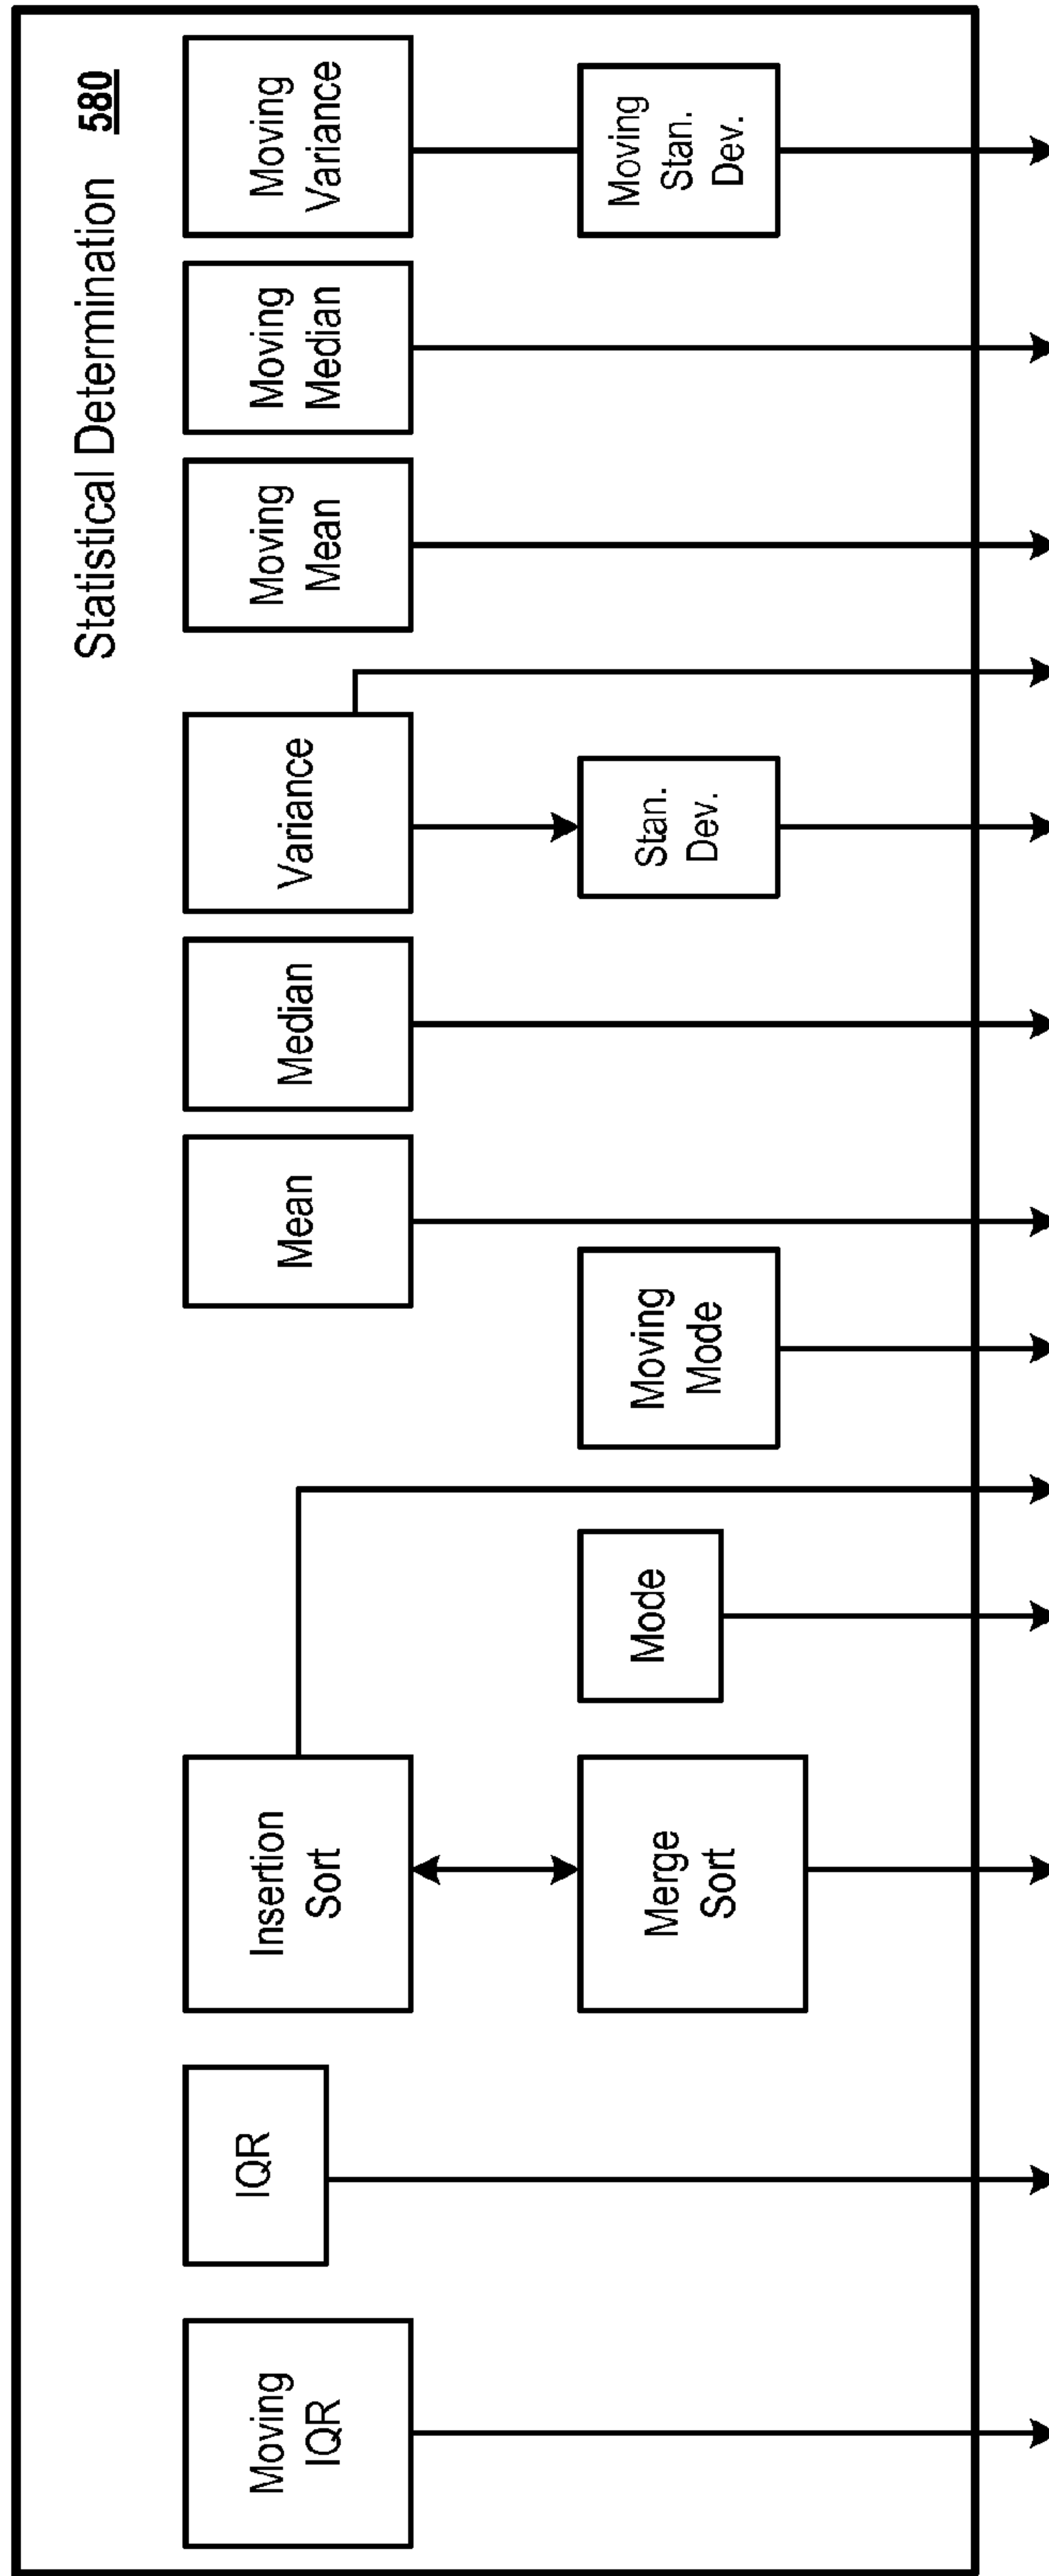 Statistical Determination 580
Moving
IQR
IQR
Insertion
Sort
Mean
Median
Variance
Moving
Mean
Moving
Median
Moving
Variance
Merge
Sort
Mode
Moving
Mode
Stan.
Dev.
Moving
Stan.
Dev.